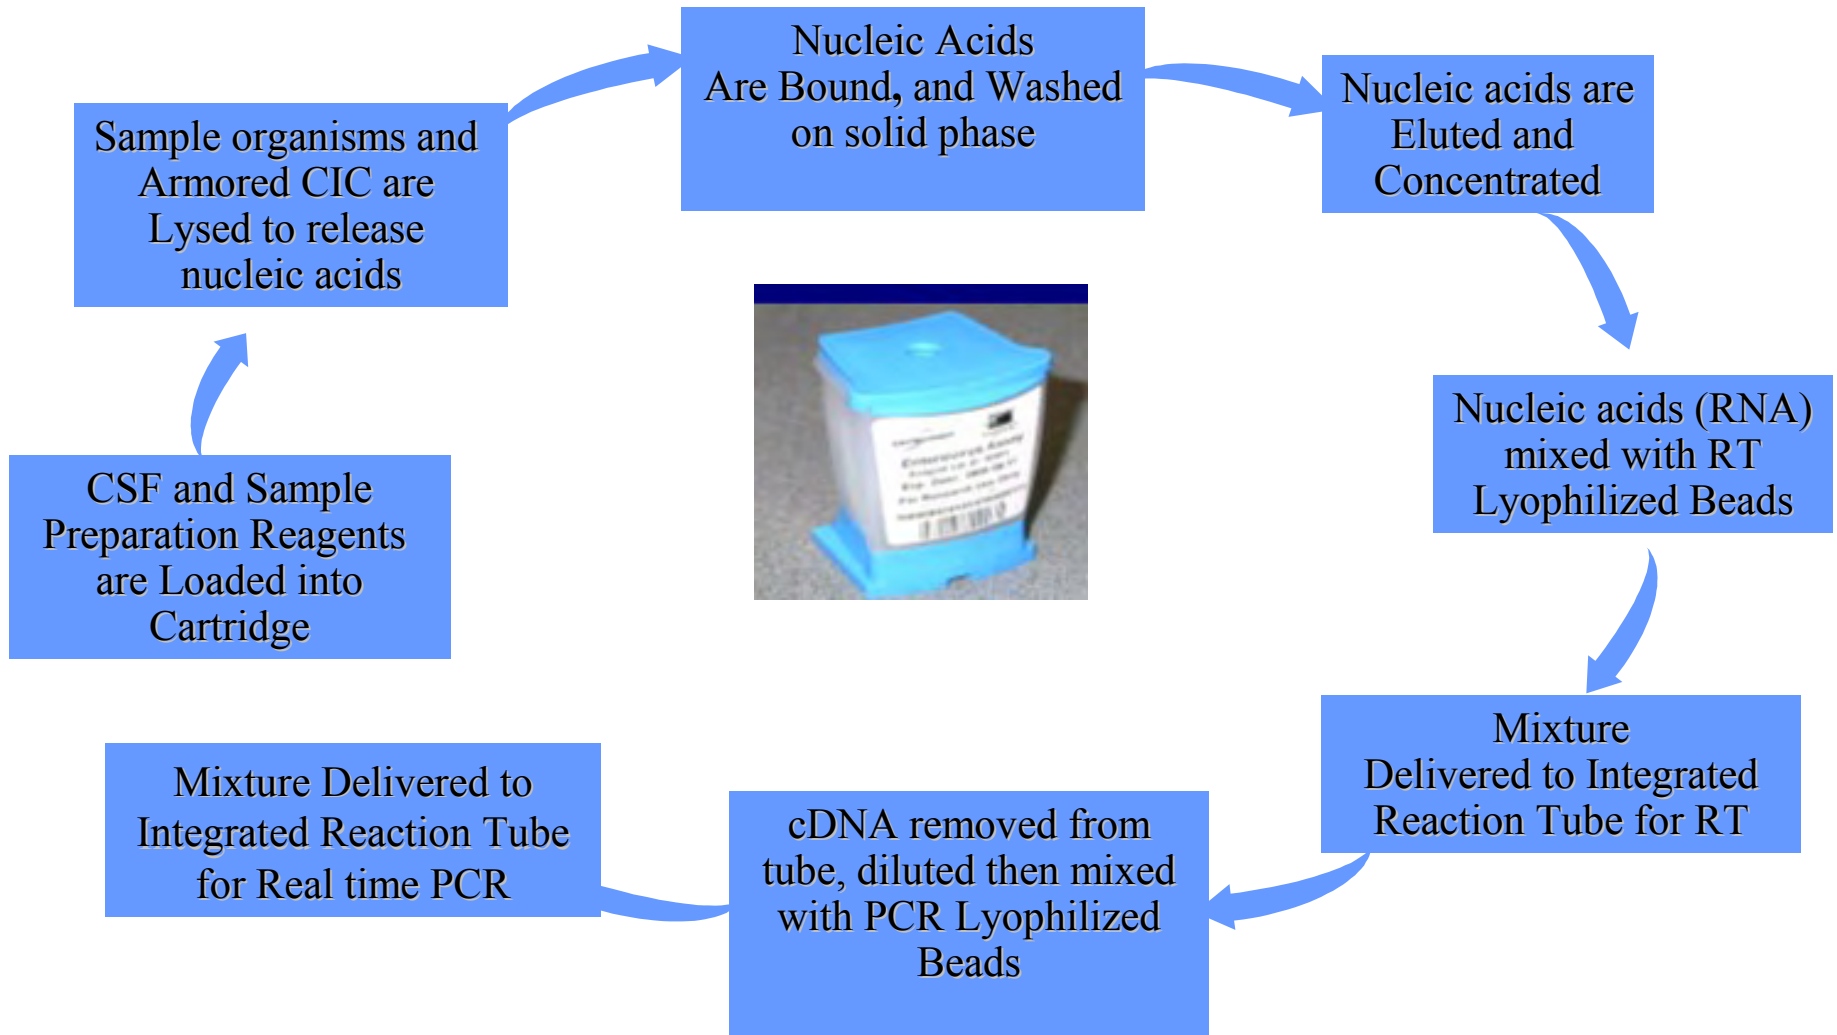 CSF and Sample
Preparation Reagents
are Loaded into
Cartridge
Sample organisms and
Armored CIC are
Lysed to release
nucleic acids
Nucleic Acids
Are Bound, and Washed
on solid phase
Nucleic acids are
Eluted and
Concentrated
Nucleic acids (RNA)
mixed with RT
Lyophilized Beads
Mixture
Delivered to Integrated
Reaction Tube for RT
cDNA removed from
tube, diluted then mixed
with PCR Lyophilized
Beads
Mixture Delivered to
Integrated Reaction Tube
for Real time PCR